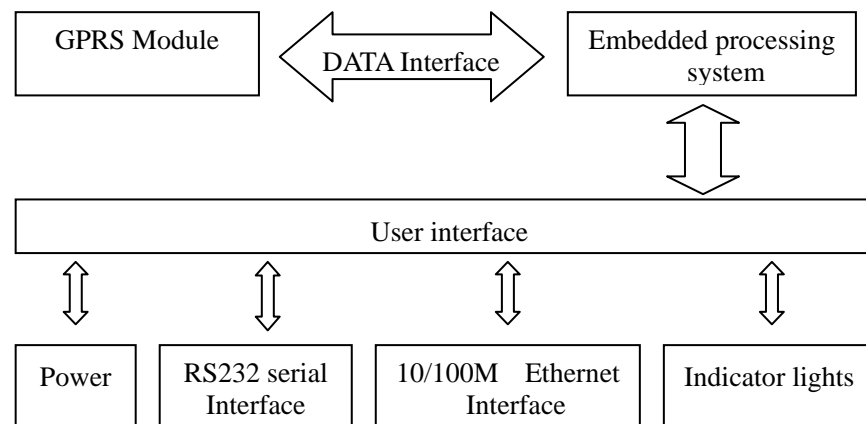 GPRS Module
DATA Interface
Embedded processing
system
User interface
Power
RS232 serial
Interface
10/100M Ethernet
Interface
Indicator lights